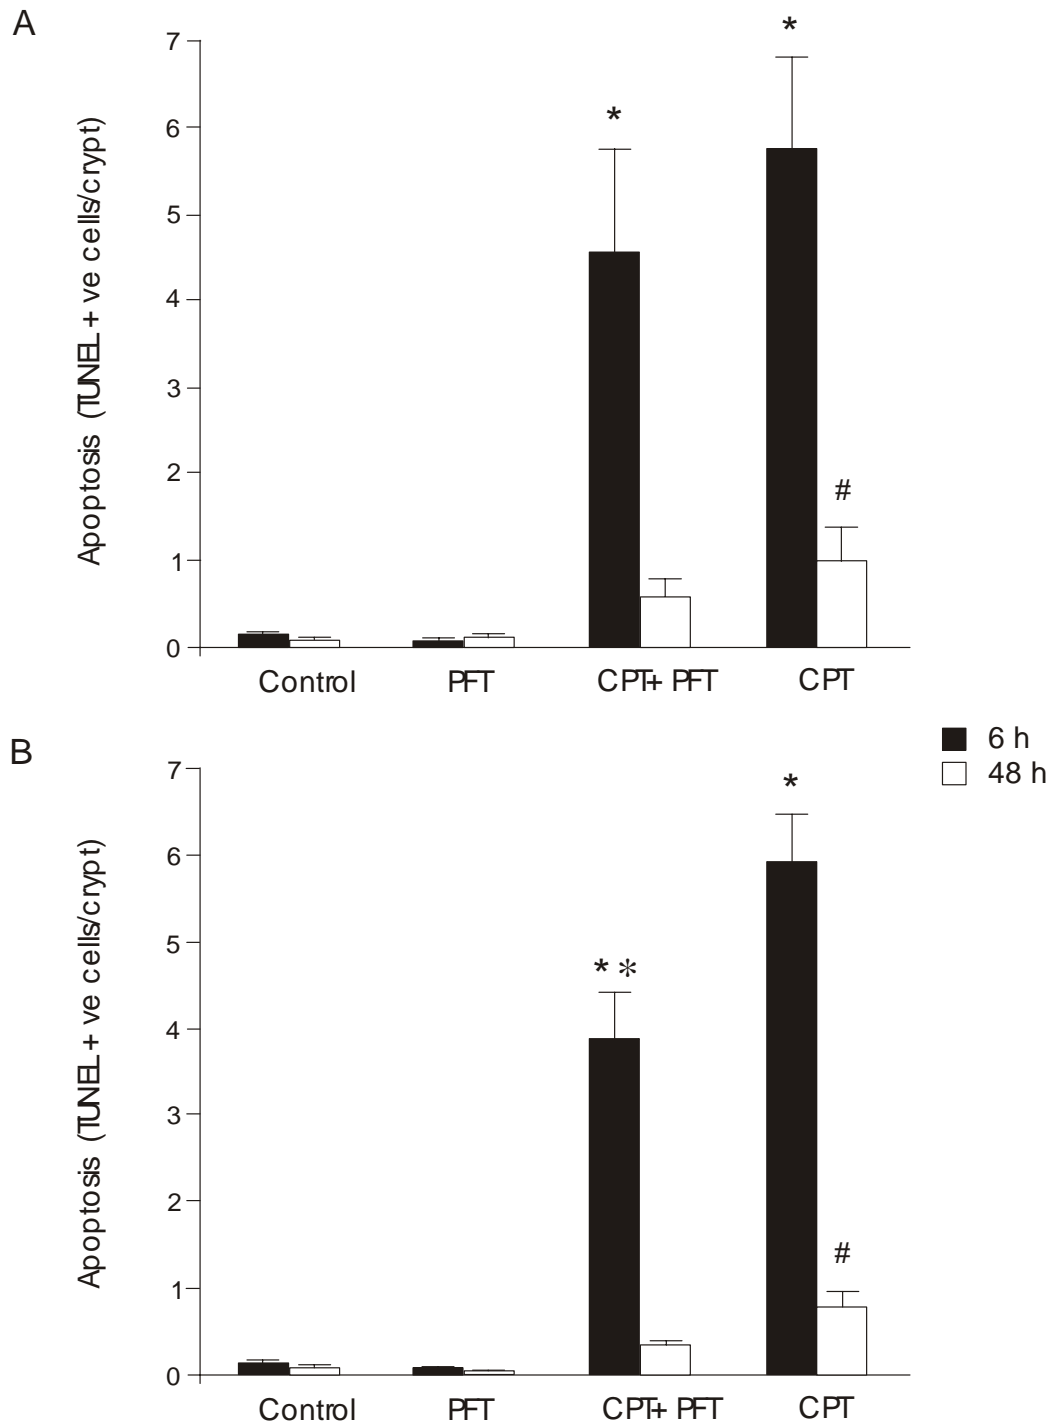 A
*
*
7
6
5
4
3
2
1
0
#
Apoptosis (TUNEL + ve cells/crypt)
Control PFT CPT+ PFT CPT
6 h
48 h
B
*
* *
7
6
5
4
3
2
1
0
#
Apoptosis (TUNEL + ve cells/crypt)
Control PFT CPT+ PFT CPT